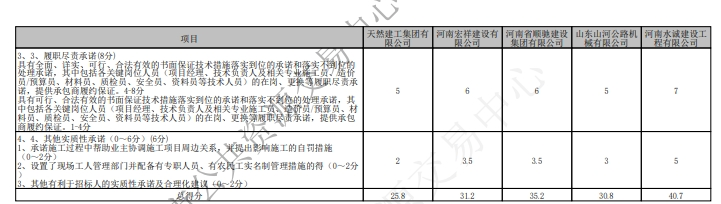 项目
天然建工集团有
限公司
河南宏祥建设有
限公司
河南省顺驰建设
集团有限公司
山东山河公路机
械有限公司
河南水诚建设工
程有限公司
3、3、履职尽责承诺(8分)
具有全面、详实、可行、合法有效的书面保证技术措施落实到位的承诺和落实不到位的
处理承诺，其中包括各关键岗位人员（项目经理、技术负责人及相关专业施工员、造价
员/预算员、材料员、质检员、安全员、资料员等技术人员）的在岗、更换等履职尽责承
诺，提供承包商履约保证。4-8分
具有可行、合法有效的书面保证技术措施落实到位的承诺和落实不到位的处理承诺，其
中包括各关键岗位人员（项目经理、技术负责人及相关专业施工员、造价员/预算员、材
料员、质检员、安全员、资料员等技术人员）的在岗、更换等履职尽责承诺，提供承包
商履约保证。1-4分
5 6 6 5 7
4、4、其他实质性承诺（0～6分）(6分)
1、承诺施工过程中帮助业主协调施工项目周边关系，并提出影响施工的自罚措施
（0～2分）
2、设置了现场工人管理部门并配备有专职人员、有农民工实名制管理措施的得（0～2分
）
3、其他有利于招标人的实质性承诺及合理化建议（0～2分）
2 3.5 3.5 3 5
总得分 25.8 31.2 35.2 30.8 40.7
公共资源交易中心
交易中心